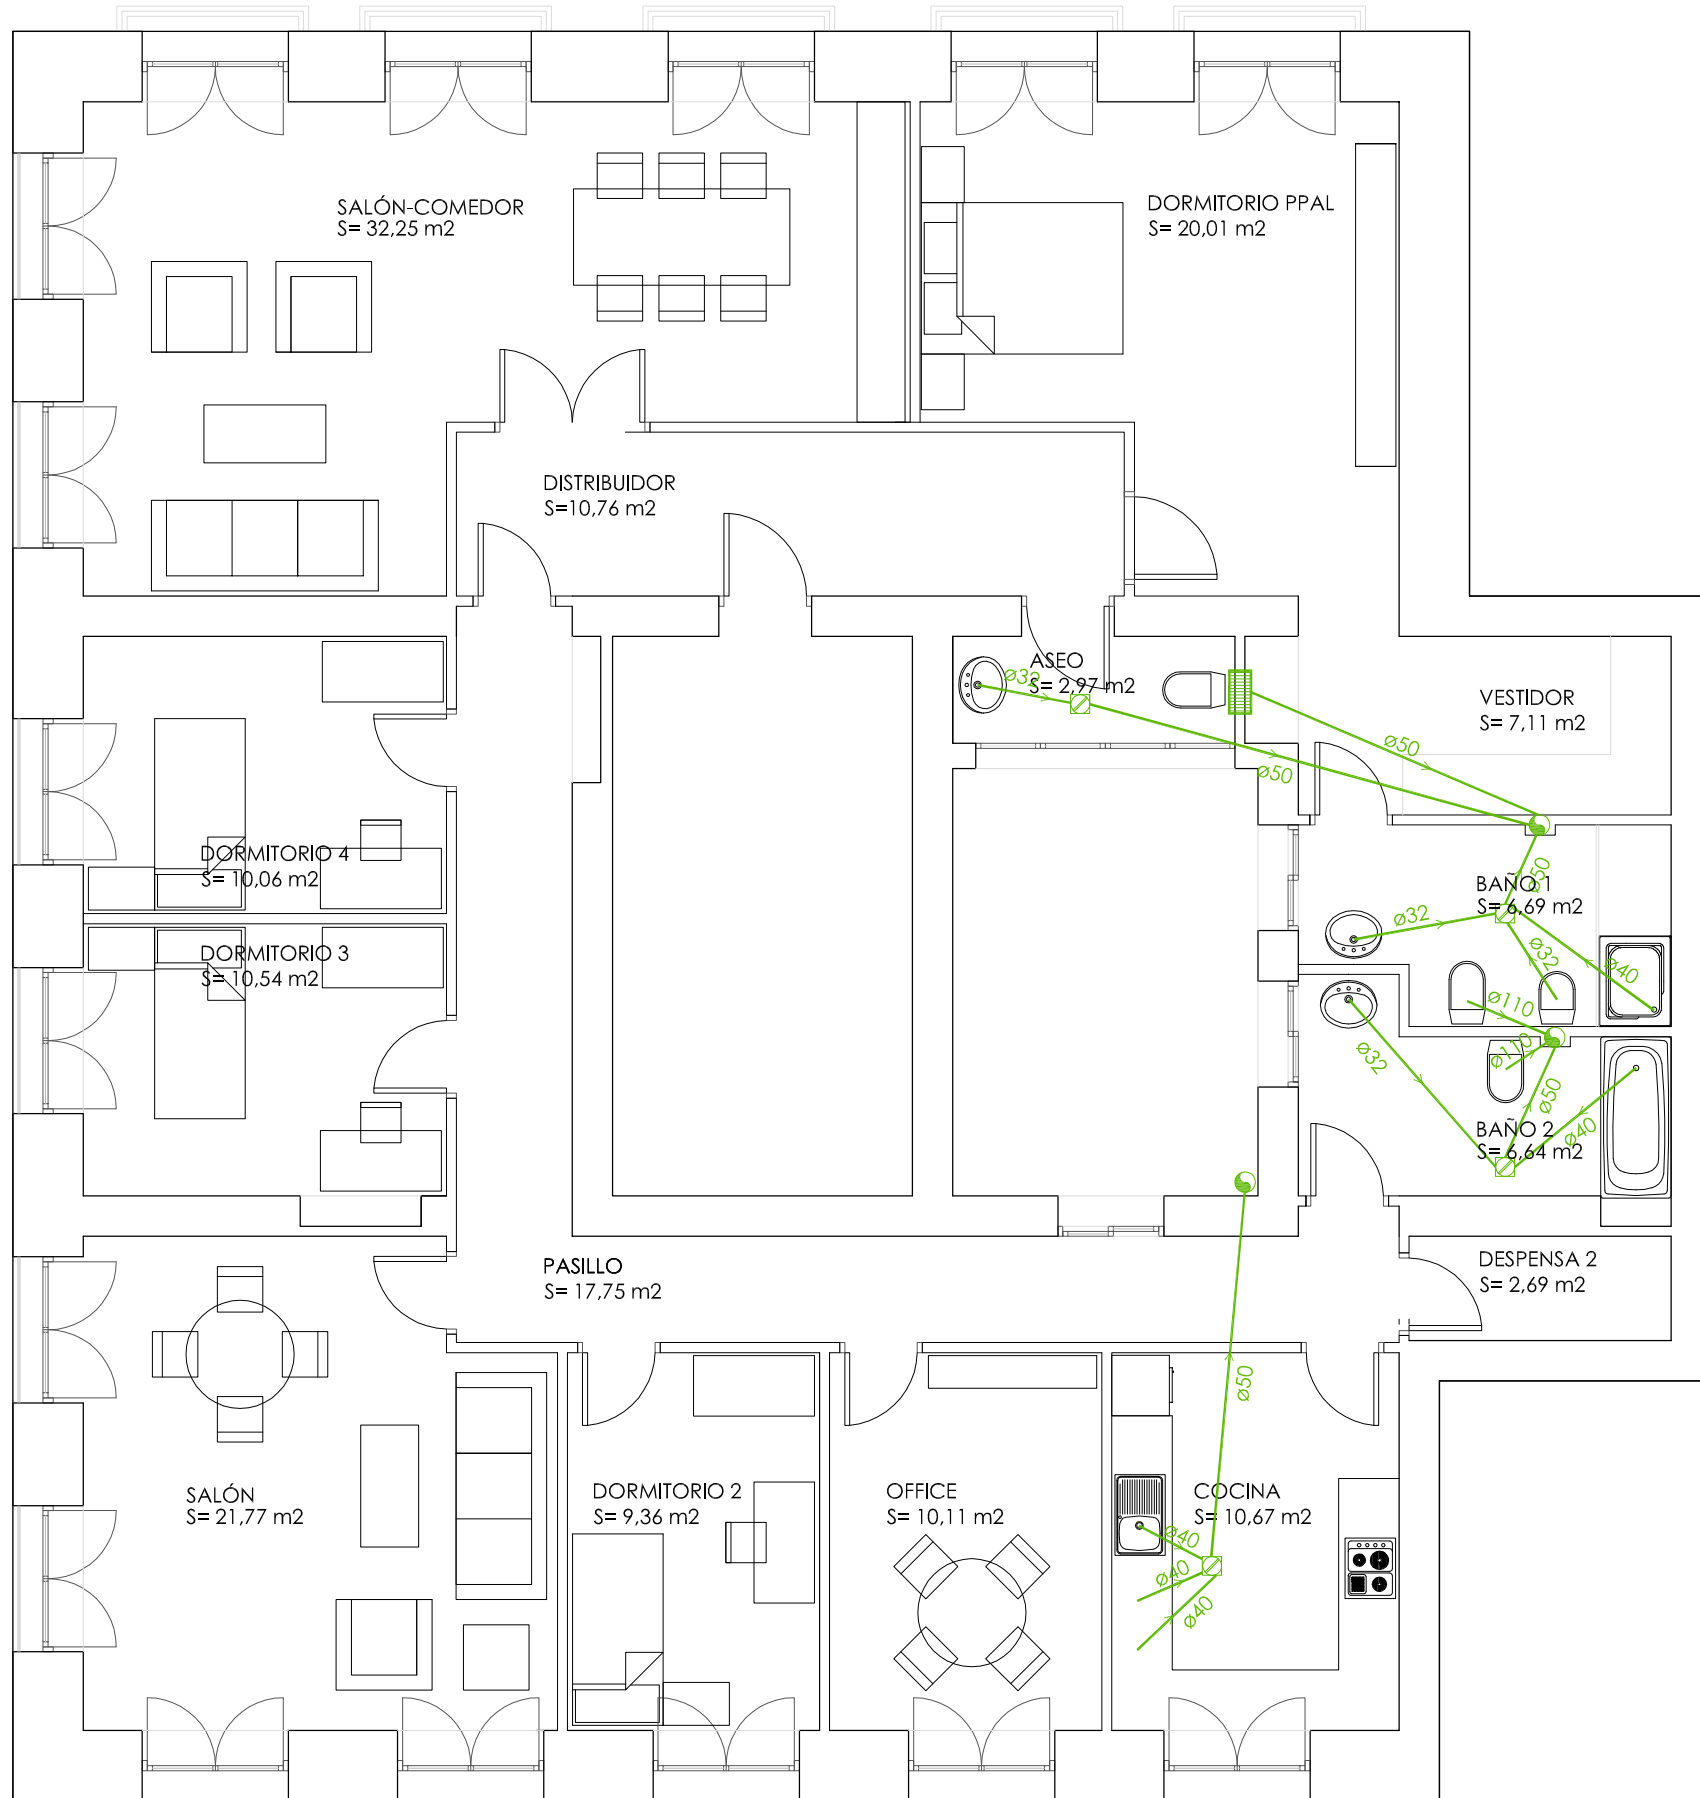 SALÓN-COMEDOR
S= 32,25 m2
DORMITORIO PPAL
S= 20,01 m2
DISTRIBUIDOR
S=10,76 m2
ASEO
S= 2,97 m2
ø32
VESTIDOR
S= 7,11 m2
ø50
ø50
DORMITORIO 4
S= 10,06 m2
ø50
BAÑO 1
S= 6,69 m2
ø32
DORMITORIO 3
S= 10,54 m2
ø32
ø40
ø110
ø110
ø32
ø50
BAÑO 2
S= 6,64 m2
ø40
PASILLO
S= 17,75 m2
DESPENSA 2
S= 2,69 m2
ø50
SALÓN
S= 21,77 m2
DORMITORIO 2
S= 9,36 m2
OFFICE
S= 10,11 m2
COCINA
S= 10,67 m2
ø40
ø40
ø40